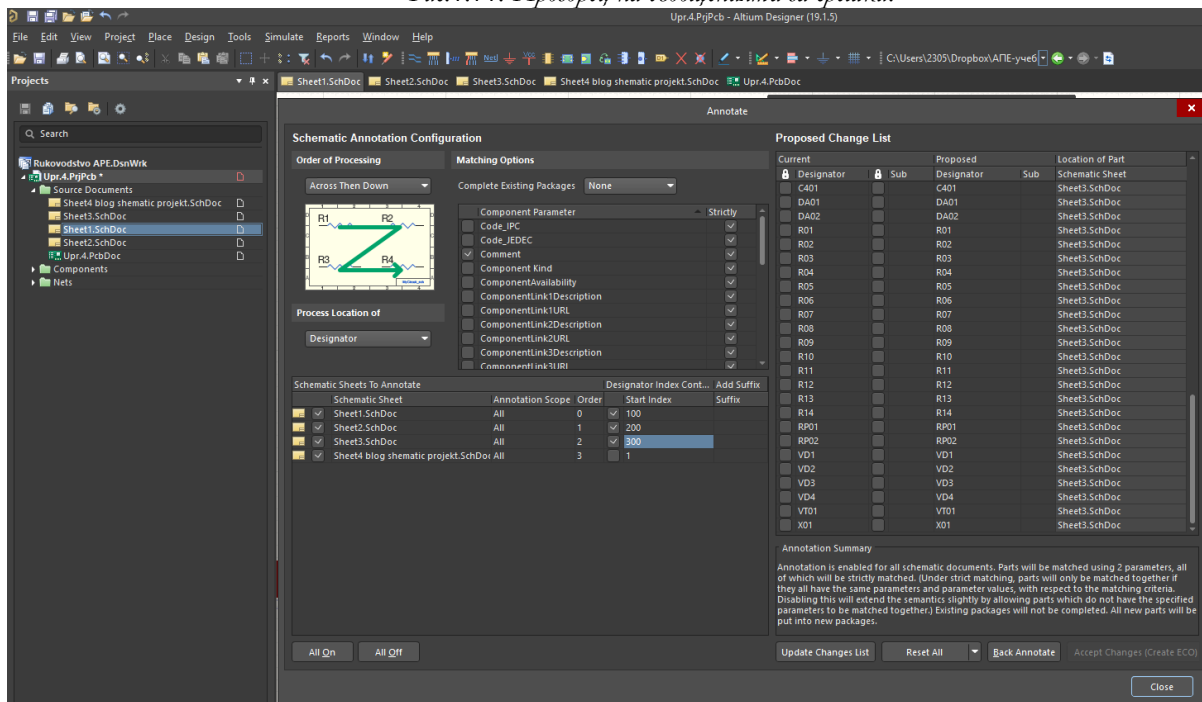 Upr.4.PrjPcb - Altium Designer (19.1.5)
File Edit View Project Place Design Tools Simulate Reports Window Help
C:\Users\2305\Dropbox\АПЕ-учеб
Projects
Sheet1.SchDoc Sheet2.SchDoc Sheet3.SchDoc Sheet4 blog shematic projekt.SchDoc Upr.4.PcbDoc
Search
Rukovodstvo APE.DsnWrk
Upr.4.PrjPcb *
Source Documents
Sheet4 blog shematic projekt.SchDoc
Sheet3.SchDoc
Sheet1.SchDoc
Sheet2.SchDoc
Upr.4.PcbDoc
Components
Nets
Annotate
Schematic Annotation Configuration
Order of Processing
Across Then Down
R1 R2
R3 R4
Process Location of
Designator
Matching Options
Complete Existing Packages None
Component Parameter Strictly
Code_IPC
Code_JEDEC
Comment
Component Kind
ComponentAvailability
ComponentLink1Description
ComponentLink1URL
ComponentLink2Description
ComponentLink2URL
ComponentLink3Description
ComponentLink3URL
Schematic Sheets To Annotate Designator Index Cont... Add Suffix
Schematic Sheet Annotation Scope Order Start Index Suffix
Sheet1.SchDoc All 0 100
Sheet2.SchDoc All 1 200
Sheet3.SchDoc All 2 300
Sheet4 blog shematic projekt.SchDoc All 3 1
All On All Off
Proposed Change List
Current Proposed Location of Part
Designator Sub Designator Sub Schematic Sheet
C401 C401 Sheet3.SchDoc
DA01 DA01 Sheet3.SchDoc
DA02 DA02 Sheet3.SchDoc
R01 R01 Sheet3.SchDoc
R02 R02 Sheet3.SchDoc
R03 R03 Sheet3.SchDoc
R04 R04 Sheet3.SchDoc
R05 R05 Sheet3.SchDoc
R06 R06 Sheet3.SchDoc
R07 R07 Sheet3.SchDoc
R08 R08 Sheet3.SchDoc
R09 R09 Sheet3.SchDoc
R10 R10 Sheet3.SchDoc
R11 R11 Sheet3.SchDoc
R12 R12 Sheet3.SchDoc
R13 R13 Sheet3.SchDoc
R14 R14 Sheet3.SchDoc
RP01 RP01 Sheet3.SchDoc
RP02 RP02 Sheet3.SchDoc
VD1 VD1 Sheet3.SchDoc
VD2 VD2 Sheet3.SchDoc
VD3 VD3 Sheet3.SchDoc
VD4 VD4 Sheet3.SchDoc
VT01 VT01 Sheet3.SchDoc
X01 X01 Sheet3.SchDoc
Annotation Summary
Annotation is enabled for all schematic documents. Parts will be matched using 2 parameters, all
of which will be strictly matched. (Under strict matching, parts will only be matched together if
they all have the same parameters and parameter values, with respect to the matching criteria.
Disabling this will extend the semantics slightly by allowing parts which do not have the specified
parameters to be matched together.) Existing packages will not be completed. All new parts will be
put into new packages.
Update Changes List Reset All Back Annotate Accept Changes (Create ECO)
Close